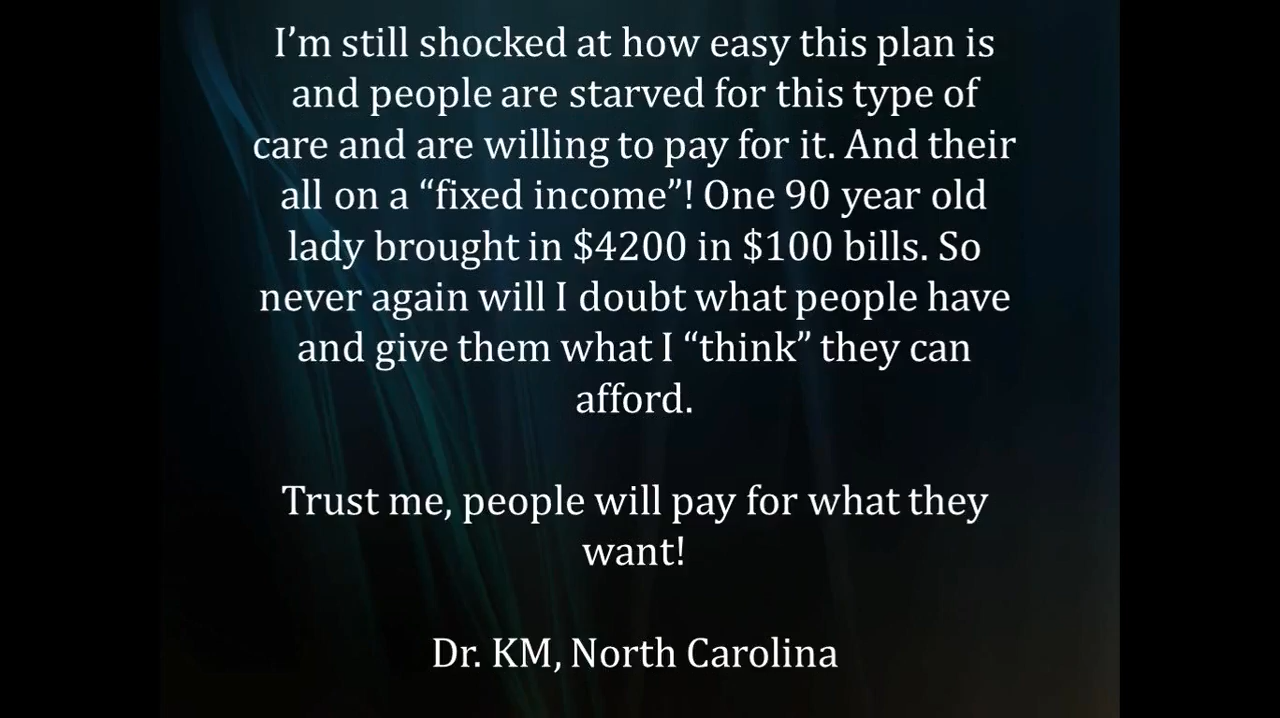 I’m still shocked at how easy this plan is
and people are starved for this type of
care and are willing to pay for it. And their
all on a “fixed income”! One 90 year old
lady brought in $4200 in $100 bills. So
never again will I doubt what people have
and give them what I “think” they can
afford.
Trust me, people will pay for what they
want!
Dr. KM, North Carolina